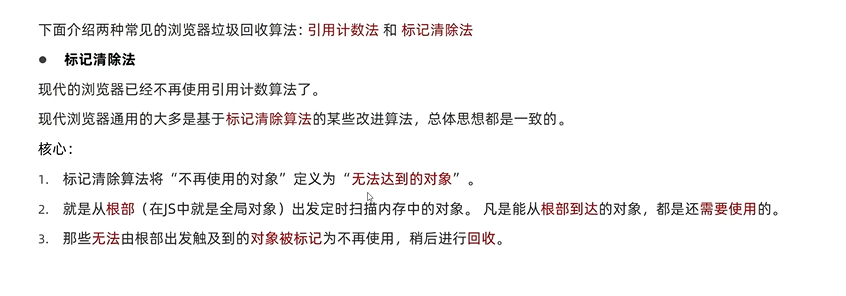 下面介绍两种常见的浏览器垃圾回收算法：引用计数法 和 标记清除法
● 标记清除法
现代的浏览器已经不再使用引用计数算法了。
现代浏览器通用的大多是基于标记清除算法的某些改进算法，总体思想都是一致的。
核心：
1. 标记清除算法将“不再使用的对象”定义为“无法达到的对象”。
2. 就是从根部（在JS中就是全局对象）出发定时扫描内存中的对象。 凡是能从根部到达的对象，都是还需要使用的。
3. 那些无法由根部出发触及到的对象被标记为不再使用，稍后进行回收。